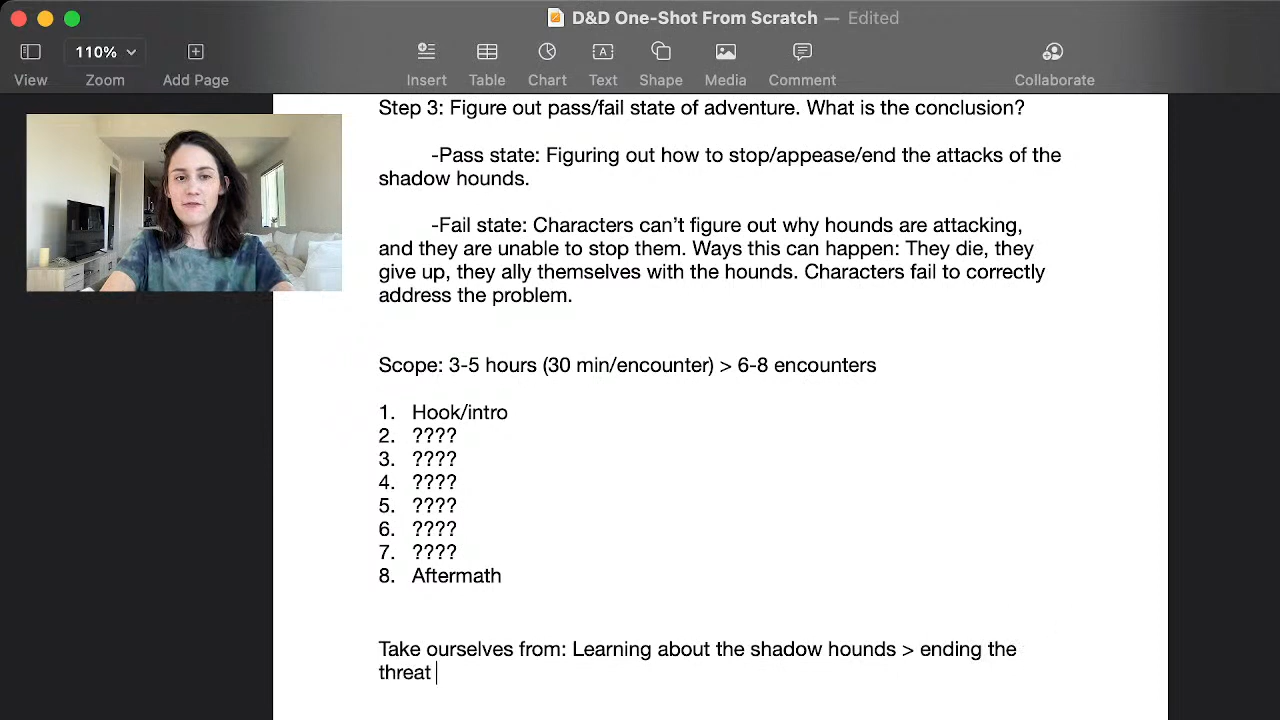 D&D One-Shot From Scratch — Edited
110%
View
Zoom
Add Page
Insert
Table
Chart
Text
Shape
Media
Comment
Collaborate
Step 3: Figure out pass/fail state of adventure. What is the conclusion?
-Pass state: Figuring out how to stop/appease/end the attacks of the
shadow hounds.
-Fail state: Characters can’t figure out why hounds are attacking,
and they are unable to stop them. Ways this can happen: They die, they
give up, they ally themselves with the hounds. Characters fail to correctly
address the problem.
Scope: 3-5 hours (30 min/encounter) > 6-8 encounters
1. Hook/intro
2. ????
3. ????
4. ????
5. ????
6. ????
7. ????
8. Aftermath
Take ourselves from: Learning about the shadow hounds > ending the
threat